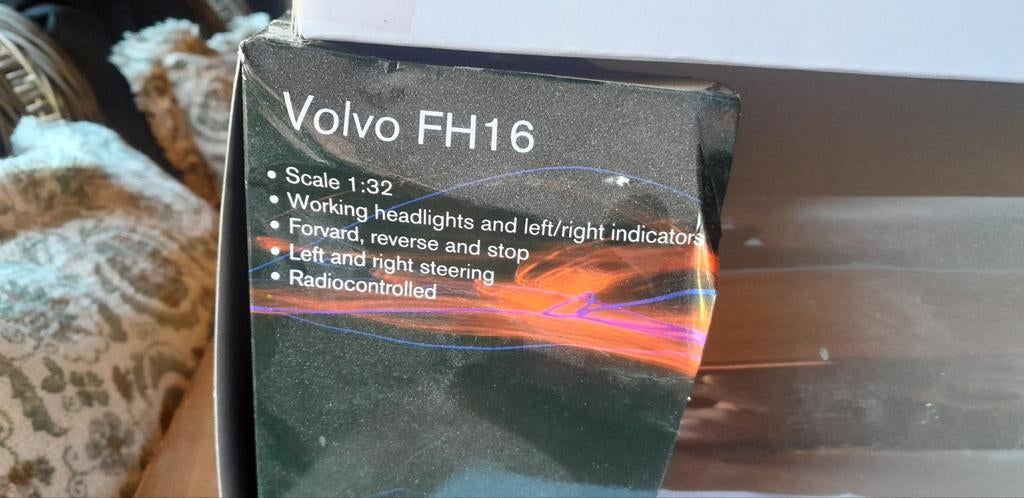 Volvo FH16
• Scale 1:32
• Working headlights and left/right indicators
• Forvard, reverse and stop
• Left and right steering
• Radiocontrolled